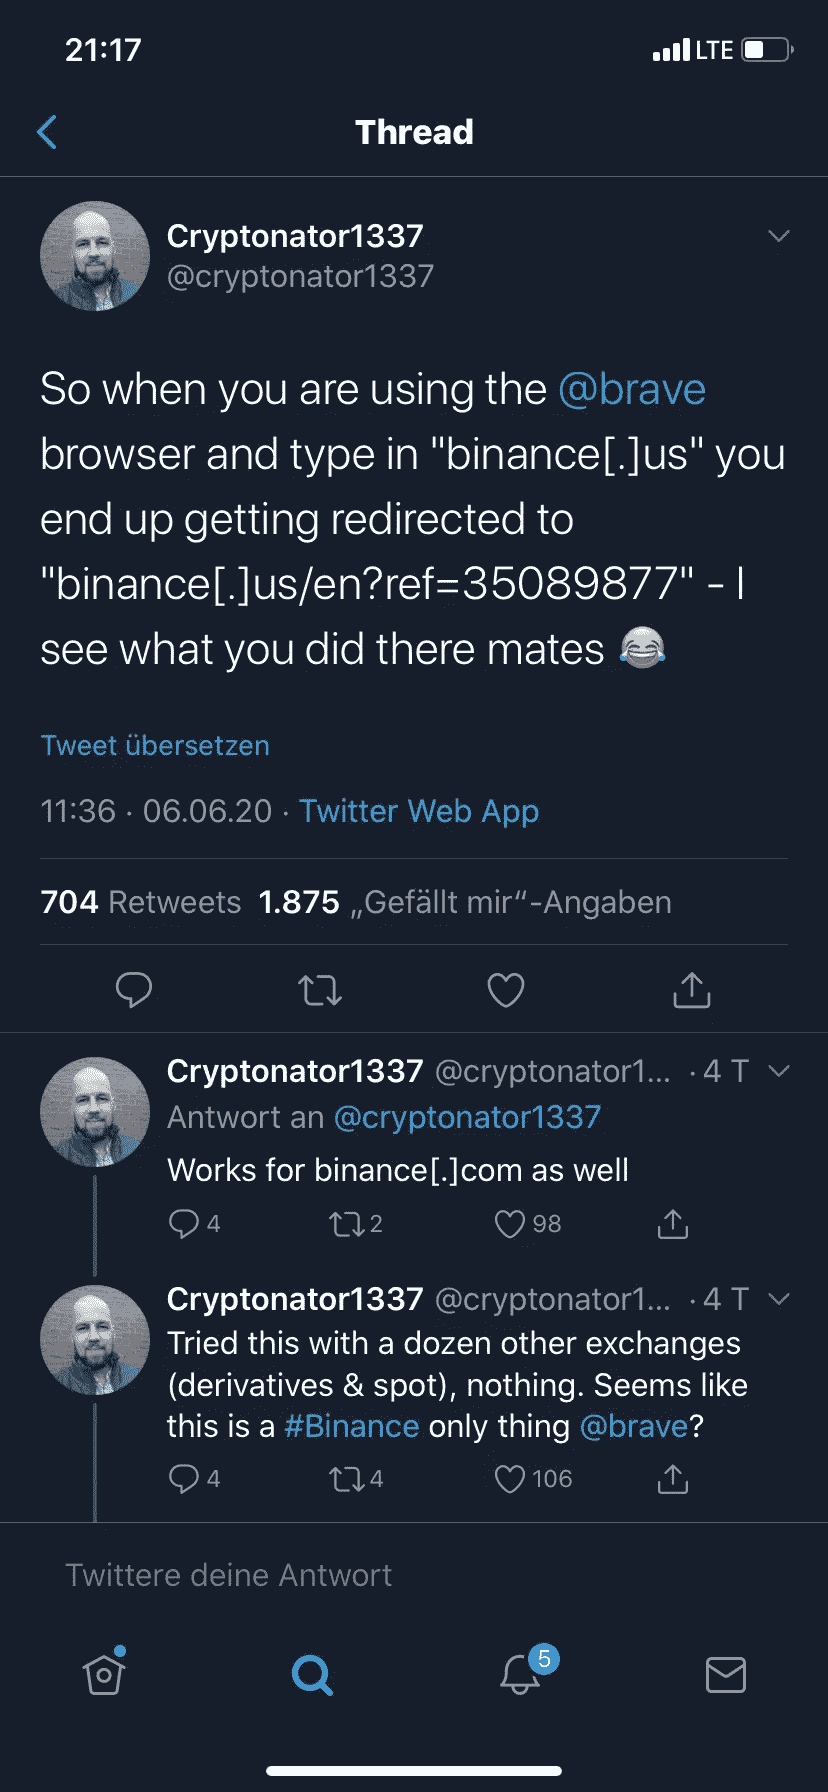 21:17
LTE
Thread
Cryptonator1337
@cryptonator1337
So when you are using the @brave
browser and type in "binance[.]us" you
end up getting redirected to
"binance[.]us/en?ref=35089877" - I
see what you did there mates 😂
Tweet übersetzen
11:36 · 06.06.20 · Twitter Web App
704 Retweets 1.875 „Gefällt mir“-Angaben
Cryptonator1337 @cryptonator1... · 4 T
Antwort an @cryptonator1337
Works for binance[.]com as well
4 2 98
Cryptonator1337 @cryptonator1... · 4 T
Tried this with a dozen other exchanges
(derivatives & spot), nothing. Seems like
this is a #Binance only thing @brave?
4 4 106
Twittere deine Antwort
5